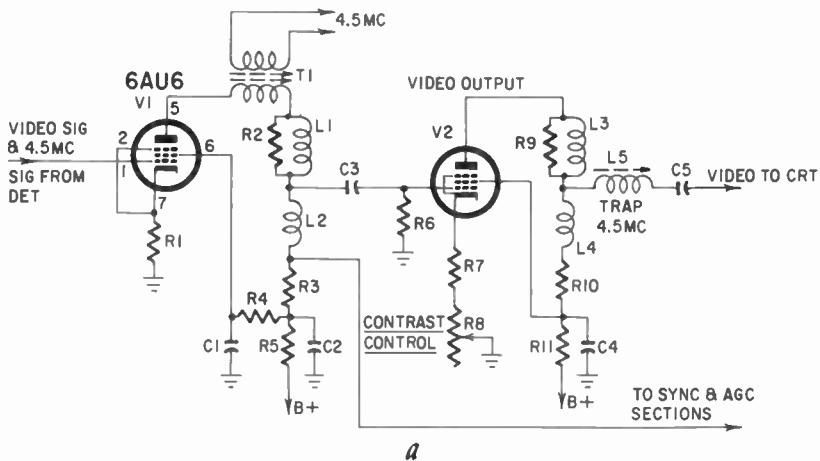 4.5MC
6AU6
V1
5
T1
VIDEO SIG
& 4.5MC
SIG FROM
DET
2
1
6
7
R1
R2
L1
L2
C3
R3
R4
C1
R5
C2
B+
VIDEO OUTPUT
V2
R6
R7
R8
CONTRAST
CONTROL
R9
L3
L5
TRAP
4.5MC
C5
VIDEO TO CRT
L4
R10
R11
C4
B+
TO SYNC & AGC
SECTIONS
a